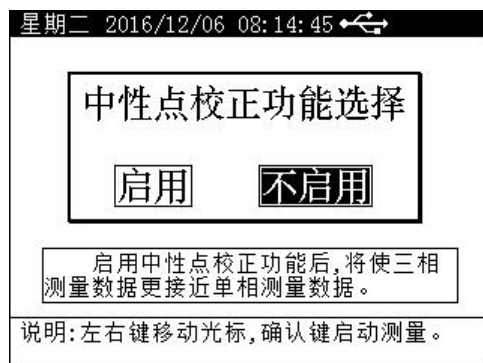 星期二 2016/12/06 08:14:45
中性点校正功能选择
启用 不启用
启用中性点校正功能后,将使三相
测量数据更接近单相测量数据。
说明:左右键移动光标,确认键启动测量。